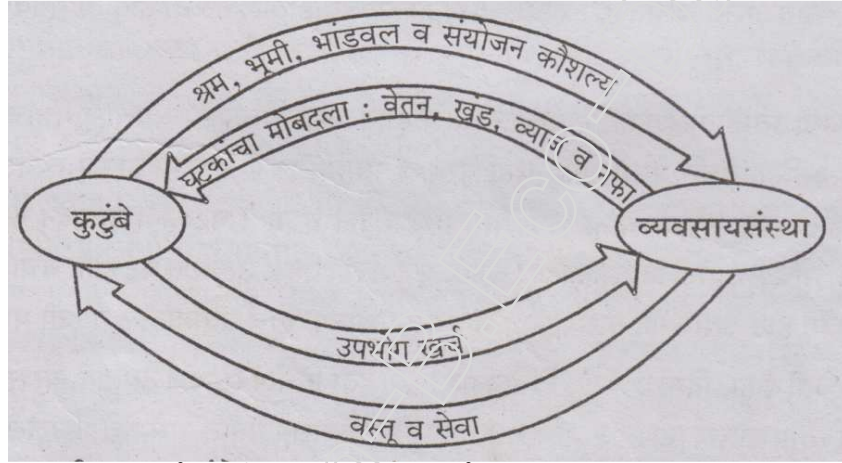 श्रम, भूमी, भांडवल व संयोजन कौशल्य
घटकांचा मोबदला : वेतन, खंड, व्याज व नफा
कुटुंबे
व्यवसायसंस्था
उपभोग खर्च
वस्तू व सेवा